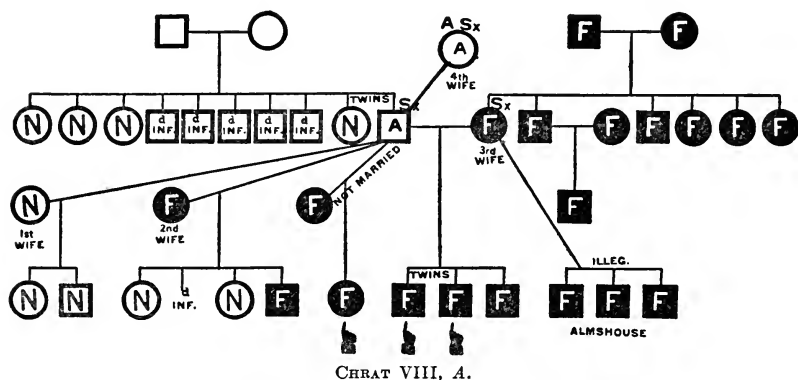 A Sx
A
F F
4th
WIFE
TWINS Sx Sx
N N N d INF. d INF. d INF. d INF. d INF. N A F F F F F F F
3rd
WIFE
NOT MARRIED
N F F F
1st
WIFE
2nd
WIFE
ILLEG.
TWINS
N N N d INF. N F F F F F F F F
ALMSHOUSE
CHRAT VIII, A.